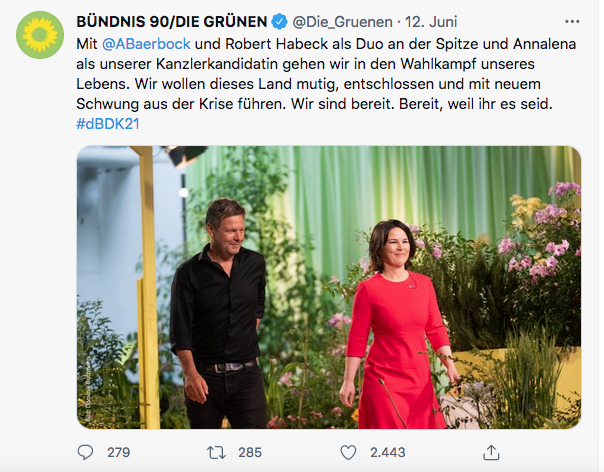 BÜNDNIS 90/DIE GRÜNEN @Die_Gruenen · 12. Juni
Mit @ABaerbock und Robert Habeck als Duo an der Spitze und Annalena
als unserer Kanzlerkandidatin gehen wir in den Wahlkampf unseres
Lebens. Wir wollen dieses Land mutig, entschlossen und mit neuem
Schwung aus der Krise führen. Wir sind bereit. Bereit, weil ihr es seid.
#dBDK21
279 285 2.443